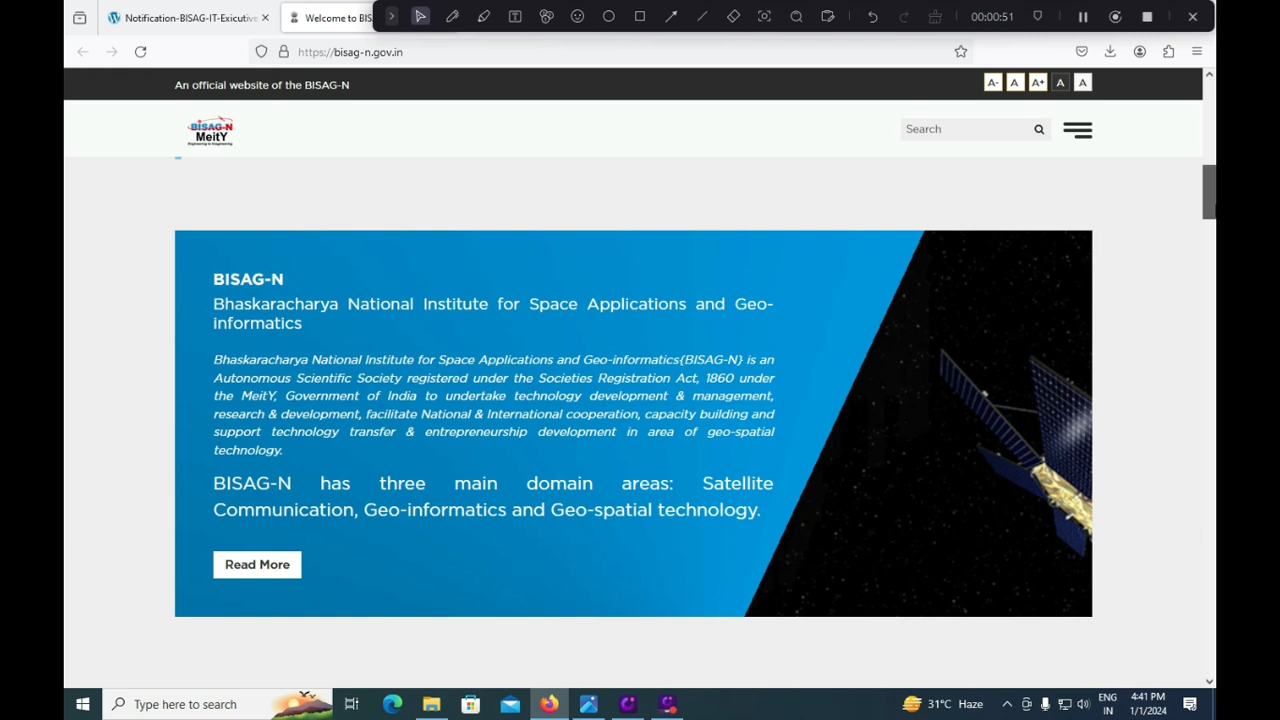 Notification-BISAG-IT-Exicutive
Welcome to BIS
00:00:51
https://bisag-n.gov.in
An official website of the BISAG-N
A-
A
A+
A
A
BISAG-N
MeitY
Search
BISAG-N
Bhaskaracharya National Institute for Space Applications and Geo-
informatics
Bhaskaracharya National Institute for Space Applications and Geo-informatics{BISAG-N} is an
Autonomous Scientific Society registered under the Societies Registration Act, 1860 under
the MeitY, Government of India to undertake technology development & management,
research & development, facilitate National & International cooperation, capacity building and
support technology transfer & entrepreneurship development in area of geo-spatial
technology.
BISAG-N has three main domain areas: Satellite
Communication, Geo-informatics and Geo-spatial technology.
Read More
Type here to search
31°C Haze
ENG
IN
4:41 PM
1/1/2024